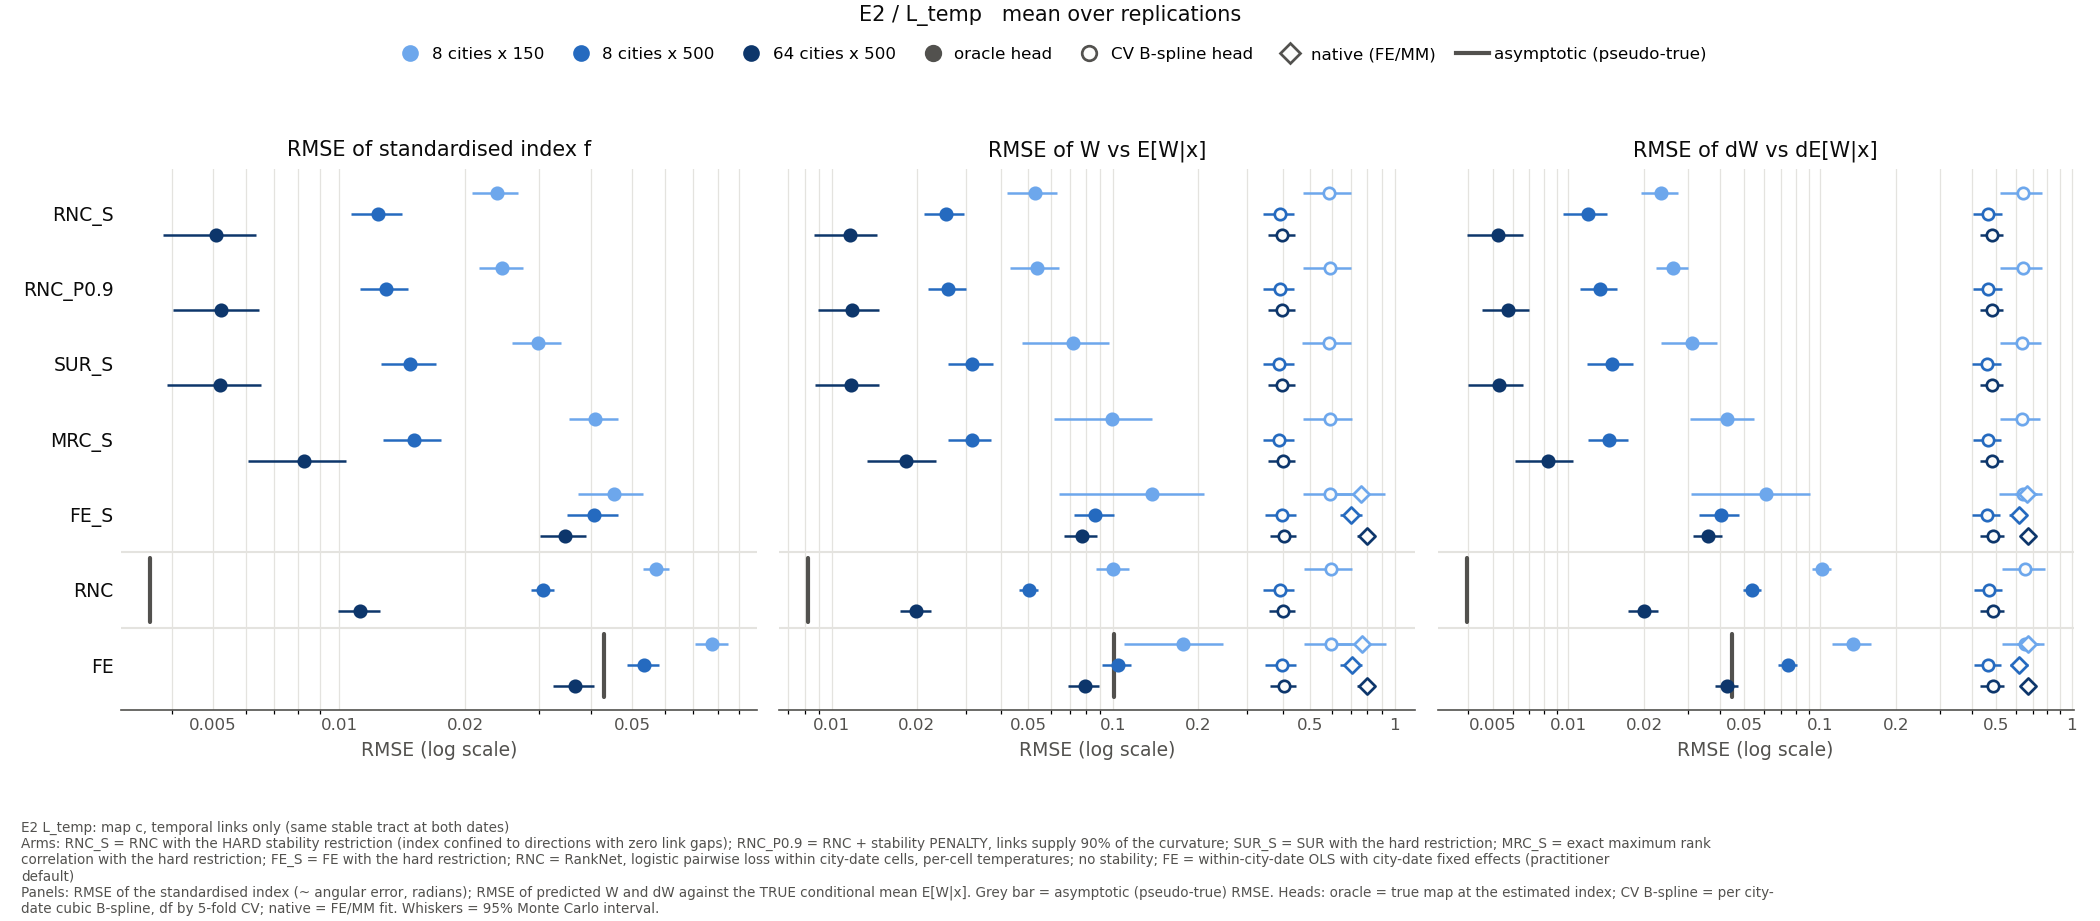 E2 / L_temp   mean over replications
8 cities x 150
8 cities x 500
64 cities x 500
oracle head
CV B-spline head
native (FE/MM)
asymptotic (pseudo-true)
RMSE of standardised index f
RMSE of W vs E[W|x]
RMSE of dW vs dE[W|x]
RNC_S
RNC_P0.9
SUR_S
MRC_S
FE_S
RNC
FE
0.005 0.01 0.02 0.05
0.01 0.02 0.05 0.1 0.2 0.5 1
0.005 0.01 0.02 0.05 0.1 0.2 0.5 1
RMSE (log scale)
RMSE (log scale)
RMSE (log scale)
E2 L_temp: map c, temporal links only (same stable tract at both dates)
Arms: RNC_S = RNC with the HARD stability restriction (index confined to directions with zero link gaps); RNC_P0.9 = RNC + stability PENALTY, links supply 90% of the curvature; SUR_S = SUR with the hard restriction; MRC_S = exact maximum rank
correlation with the hard restriction; FE_S = FE with the hard restriction; RNC = RankNet, logistic pairwise loss within city-date cells, per-cell temperatures; no stability; FE = within-city-date OLS with city-date fixed effects (practitioner
default)
Panels: RMSE of the standardised index (~ angular error, radians); RMSE of predicted W and dW against the TRUE conditional mean E[W|x]. Grey bar = asymptotic (pseudo-true) RMSE. Heads: oracle = true map at the estimated index; CV B-spline = per city-
date cubic B-spline, df by 5-fold CV; native = FE/MM fit. Whiskers = 95% Monte Carlo interval.